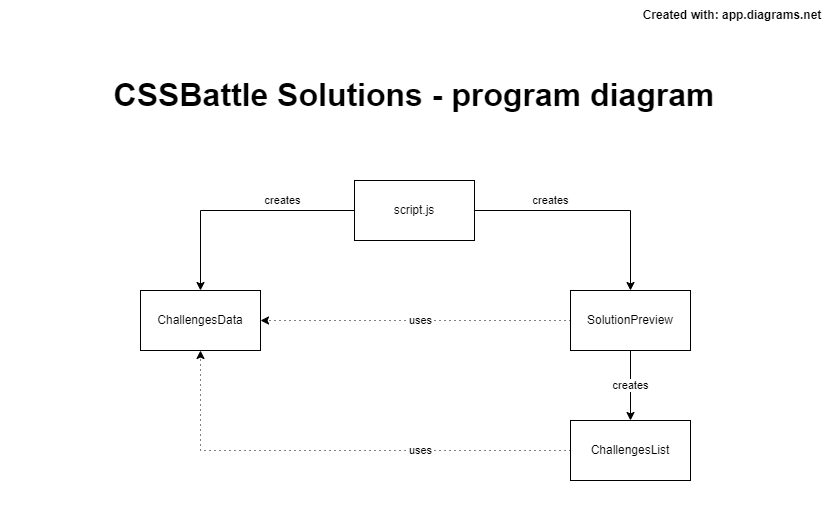 Created with: app.diagrams.net
CSSBattle Solutions - program diagram
script.js
creates
creates
ChallengesData
uses
SolutionPreview
creates
uses
ChallengesList